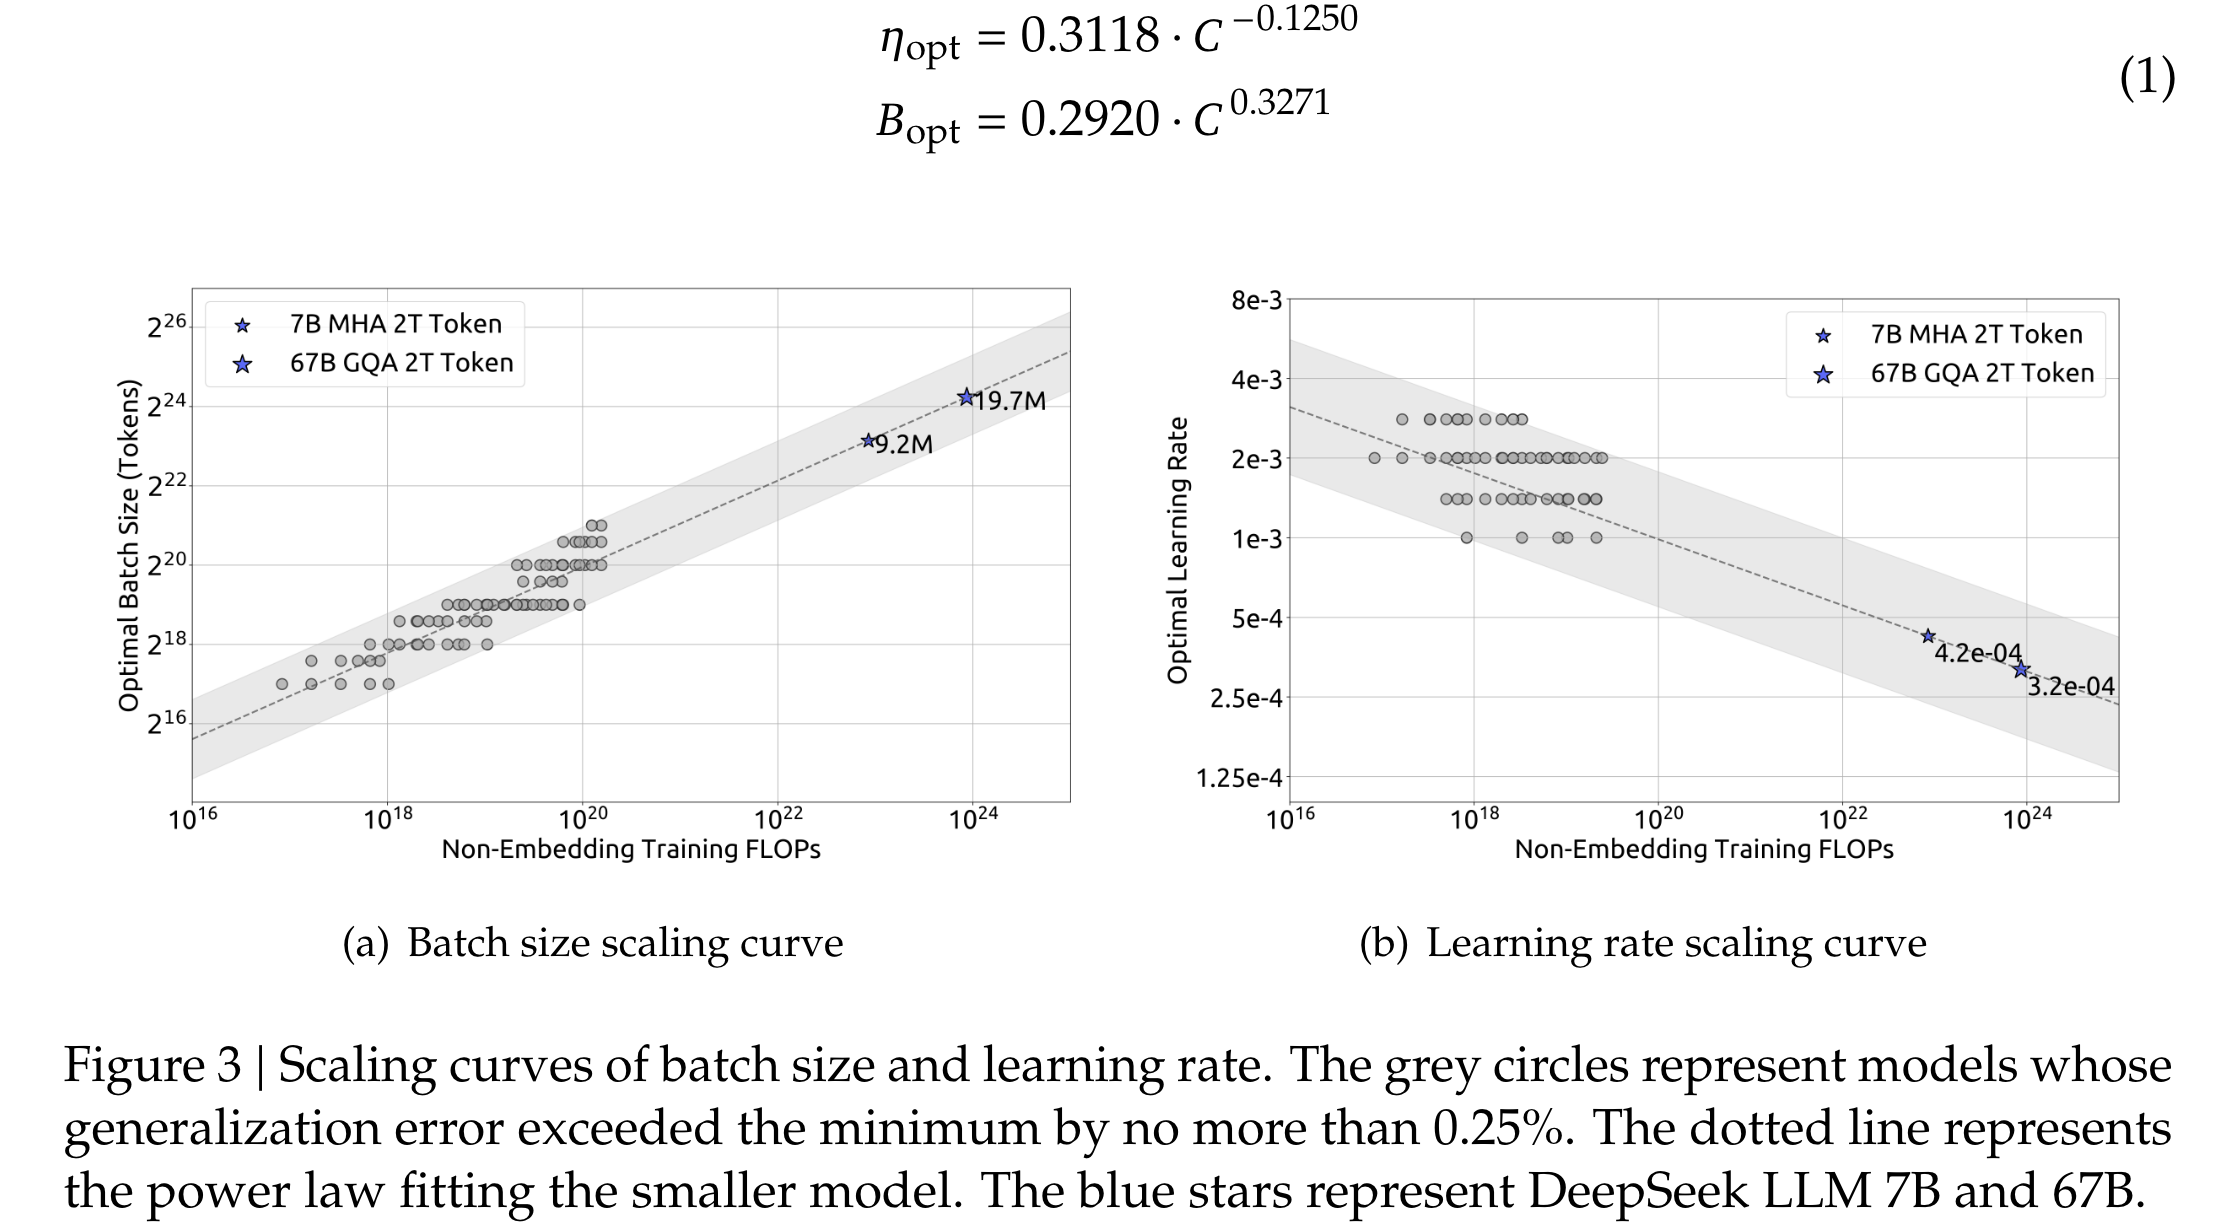 η_opt = 0.3118 · C^−0.1250
B_opt = 0.2920 · C^0.3271
(1)
7B MHA 2T Token
67B GQA 2T Token
2^26
2^24
2^22
2^20
2^18
2^16
Optimal Batch Size (Tokens)
19.7M
9.2M
10^16 10^18 10^20 10^22 10^24
Non-Embedding Training FLOPs
7B MHA 2T Token
67B GQA 2T Token
8e-3
4e-3
2e-3
1e-3
5e-4
2.5e-4
1.25e-4
Optimal Learning Rate
4.2e-04
3.2e-04
10^16 10^18 10^20 10^22 10^24
Non-Embedding Training FLOPs
(a) Batch size scaling curve
(b) Learning rate scaling curve
Figure 3 | Scaling curves of batch size and learning rate. The grey circles represent models whose
generalization error exceeded the minimum by no more than 0.25%. The dotted line represents
the power law fitting the smaller model. The blue stars represent DeepSeek LLM 7B and 67B.